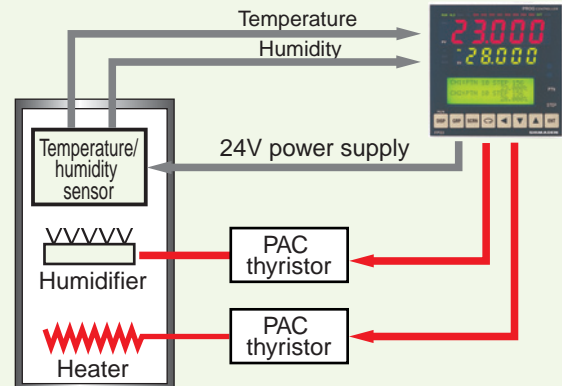 Temperature
Humidity
23.000
28.000
24V power supply
Temperature/
humidity
sensor
PAC
thyristor
Humidifier
PAC
thyristor
Heater